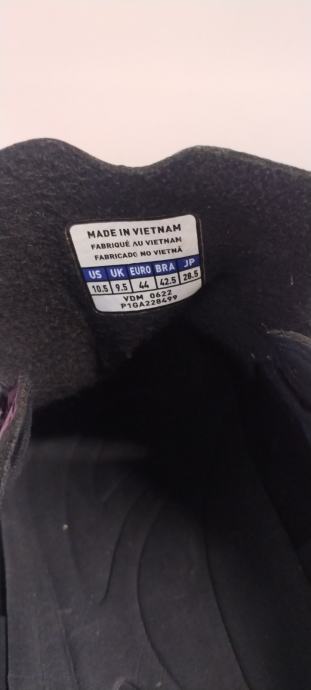 MADE IN VIETNAM
FABRIQUÉ AU VIETNAM
FABRICADO NO VIETNÃ
US UK EURO BRA JP
10.5 9.5 44 42.5 28.5
VDM 0622
P1GA228499